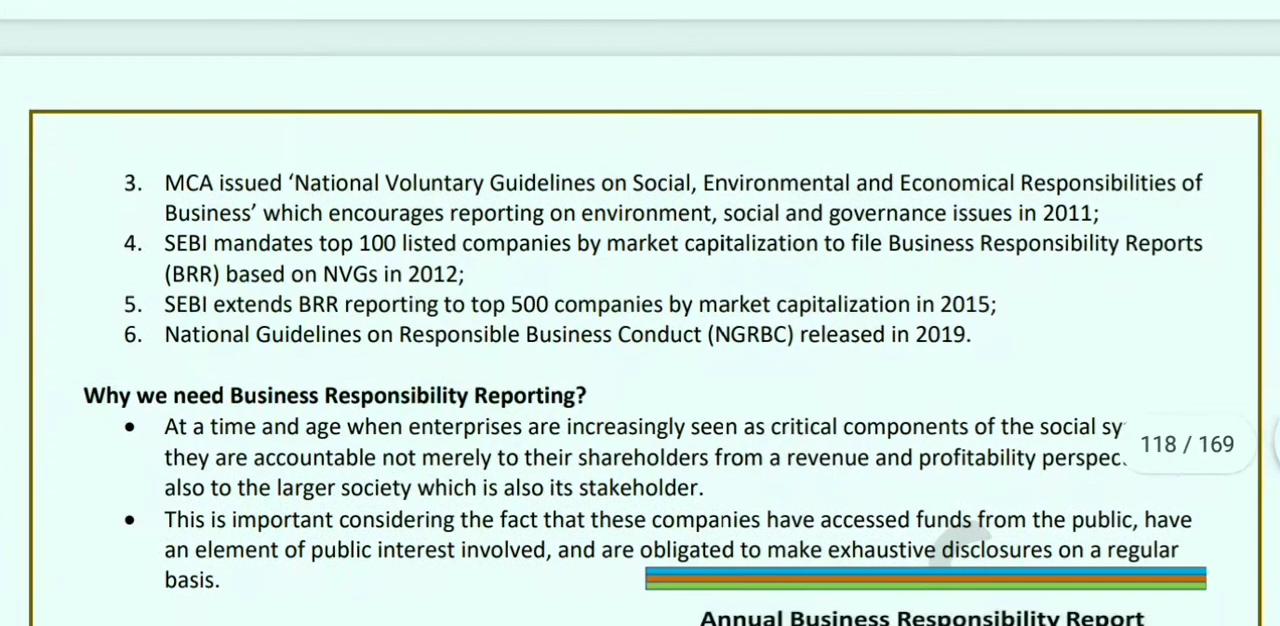 3. MCA issued ‘National Voluntary Guidelines on Social, Environmental and Economical Responsibilities of
Business’ which encourages reporting on environment, social and governance issues in 2011;
4. SEBI mandates top 100 listed companies by market capitalization to file Business Responsibility Reports
(BRR) based on NVGs in 2012;
5. SEBI extends BRR reporting to top 500 companies by market capitalization in 2015;
6. National Guidelines on Responsible Business Conduct (NGRBC) released in 2019.
Why we need Business Responsibility Reporting?
• At a time and age when enterprises are increasingly seen as critical components of the social sy
they are accountable not merely to their shareholders from a revenue and profitability perspec
also to the larger society which is also its stakeholder.
118 / 169
• This is important considering the fact that these companies have accessed funds from the public, have
an element of public interest involved, and are obligated to make exhaustive disclosures on a regular
basis.
Annual Business Responsibility Report